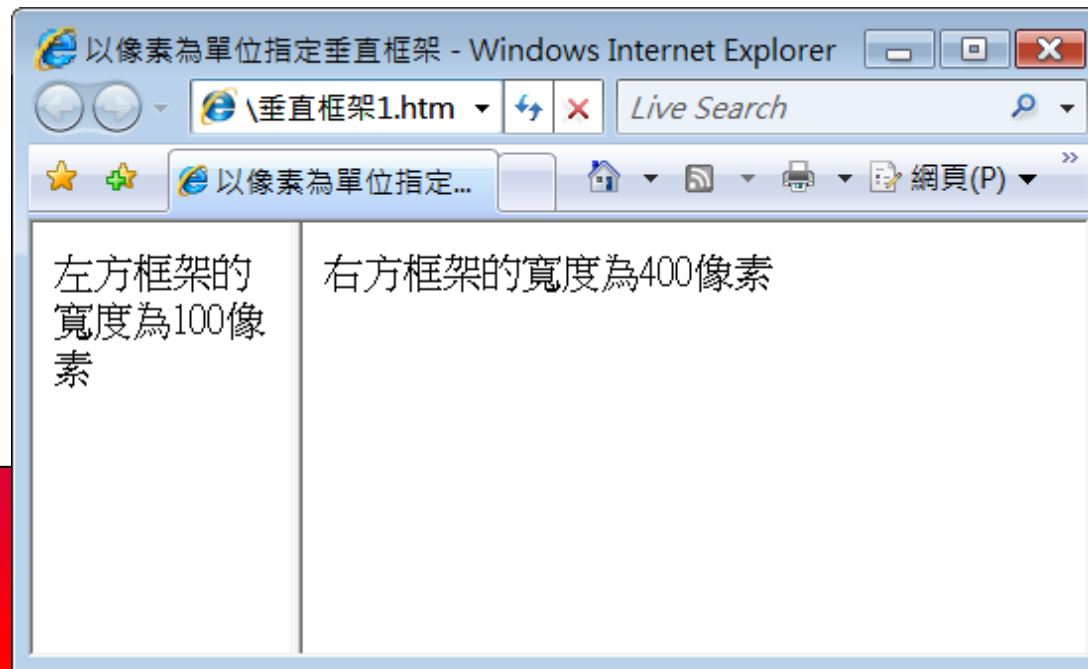 以像素為單位指定垂直框架 - Windows Internet Explorer
\垂直框架1.htm
Live Search
以像素為單位指定...
網頁(P)
左方框架的
寬度為100像
素
右方框架的寬度為400像素